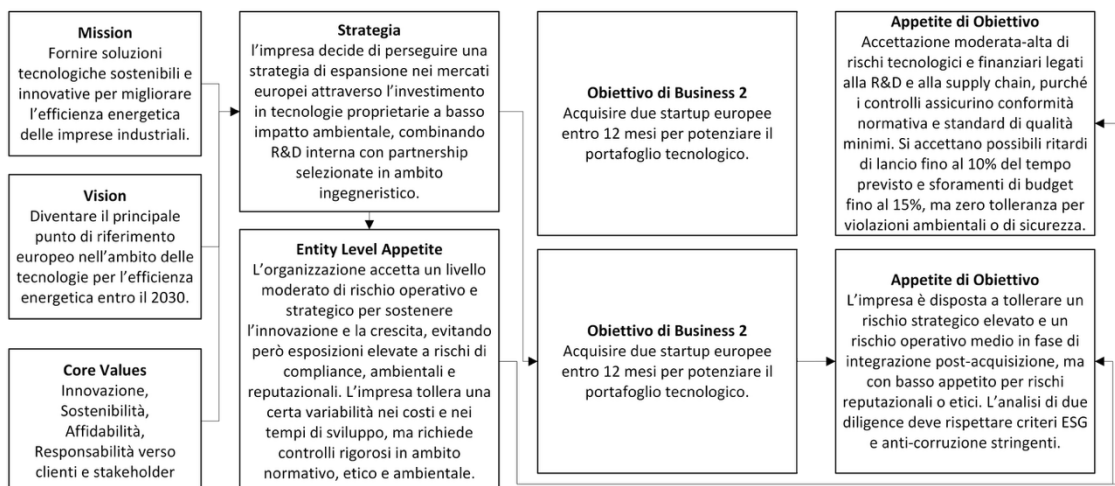 Mission
Fornire soluzioni
tecnologiche sostenibili e
innovative per migliorare
l’efficienza energetica
delle imprese industriali.
Vision
Diventare il principale
punto di riferimento
europeo nell’ambito delle
tecnologie per l’efficienza
energetica entro il 2030.
Core Values
Innovazione,
Sostenibilità,
Affidabilità,
Responsabilità verso
clienti e stakeholder
Strategia
l’impresa decide di perseguire una
strategia di espansione nei mercati
europei attraverso l’investimento
in tecnologie proprietarie a basso
impatto ambientale, combinando
R&D interna con partnership
selezionate in ambito
ingegneristico.
Entity Level Appetite
L’organizzazione accetta un livello
moderato di rischio operativo e
strategico per sostenere
l’innovazione e la crescita, evitando
però esposizioni elevate a rischi di
compliance, ambientali e
reputazionali. L’impresa tollera una
certa variabilità nei costi e nei
tempi di sviluppo, ma richiede
controlli rigorosi in ambito
normativo, etico e ambientale.
Obiettivo di Business 2
Acquisire due startup europee
entro 12 mesi per potenziare il
portafoglio tecnologico.
Obiettivo di Business 2
Acquisire due startup europee
entro 12 mesi per potenziare il
portafoglio tecnologico.
Appetite di Obiettivo
Accettazione moderata-alta di
rischi tecnologici e finanziari legati
alla R&D e alla supply chain, purché
i controlli assicurino conformità
normativa e standard di qualità
minimi. Si accettano possibili ritardi
di lancio fino al 10% del tempo
previsto e sforamenti di budget
fino al 15%, ma zero tolleranza per
violazioni ambientali o di sicurezza.
Appetite di Obiettivo
L’impresa è disposta a tollerare un
rischio strategico elevato e un
rischio operativo medio in fase di
integrazione post-acquisizione, ma
con basso appetito per rischi
reputazionali o etici. L’analisi di due
diligence deve rispettare criteri ESG
e anti-corruzione stringenti.